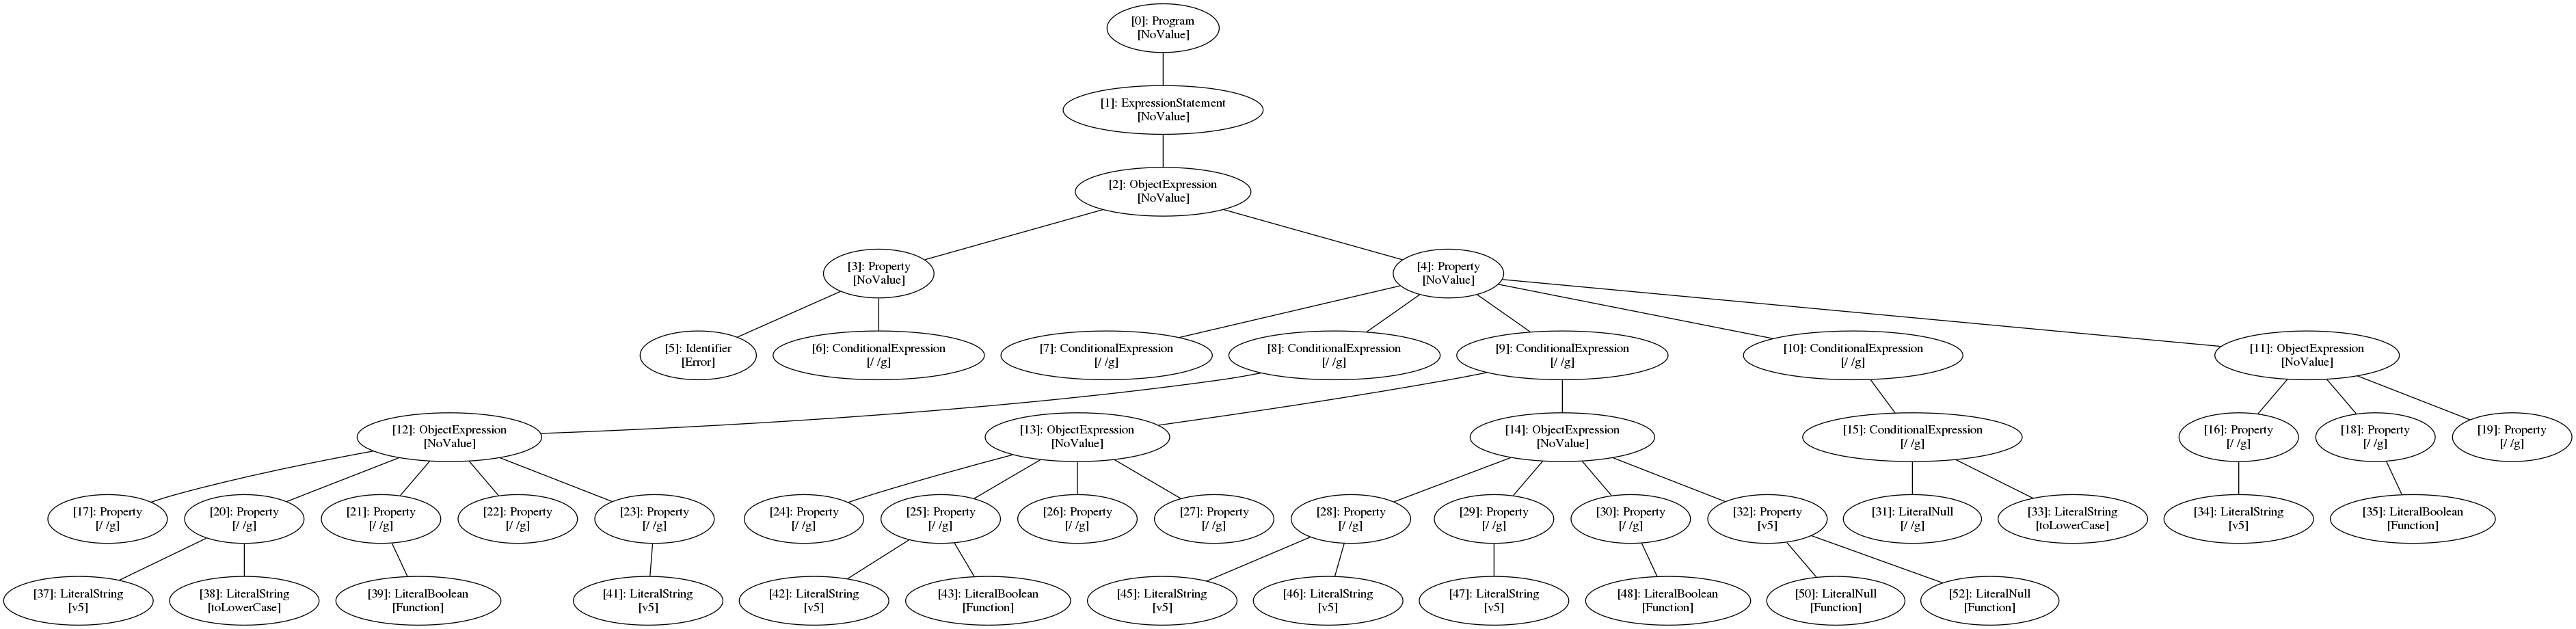 [0]: Program
[NoValue]
[1]: ExpressionStatement
[NoValue]
[2]: ObjectExpression
[NoValue]
[3]: Property
[NoValue]
[4]: Property
[NoValue]
[5]: Identifier
[Error]
[6]: ConditionalExpression
[/ /g]
[7]: ConditionalExpression
[/ /g]
[8]: ConditionalExpression
[/ /g]
[9]: ConditionalExpression
[/ /g]
[10]: ConditionalExpression
[/ /g]
[11]: ObjectExpression
[NoValue]
[12]: ObjectExpression
[NoValue]
[13]: ObjectExpression
[NoValue]
[14]: ObjectExpression
[NoValue]
[15]: ConditionalExpression
[/ /g]
[16]: Property
[/ /g]
[18]: Property
[/ /g]
[19]: Property
[/ /g]
[17]: Property
[/ /g]
[20]: Property
[/ /g]
[21]: Property
[/ /g]
[22]: Property
[/ /g]
[23]: Property
[/ /g]
[24]: Property
[/ /g]
[25]: Property
[/ /g]
[26]: Property
[/ /g]
[27]: Property
[/ /g]
[28]: Property
[/ /g]
[29]: Property
[/ /g]
[30]: Property
[/ /g]
[32]: Property
[v5]
[31]: LiteralNull
[/ /g]
[33]: LiteralString
[toLowerCase]
[34]: LiteralString
[v5]
[35]: LiteralBoolean
[Function]
[37]: LiteralString
[v5]
[38]: LiteralString
[toLowerCase]
[39]: LiteralBoolean
[Function]
[41]: LiteralString
[v5]
[42]: LiteralString
[v5]
[43]: LiteralBoolean
[Function]
[45]: LiteralString
[v5]
[46]: LiteralString
[v5]
[47]: LiteralString
[v5]
[48]: LiteralBoolean
[Function]
[50]: LiteralNull
[Function]
[52]: LiteralNull
[Function]